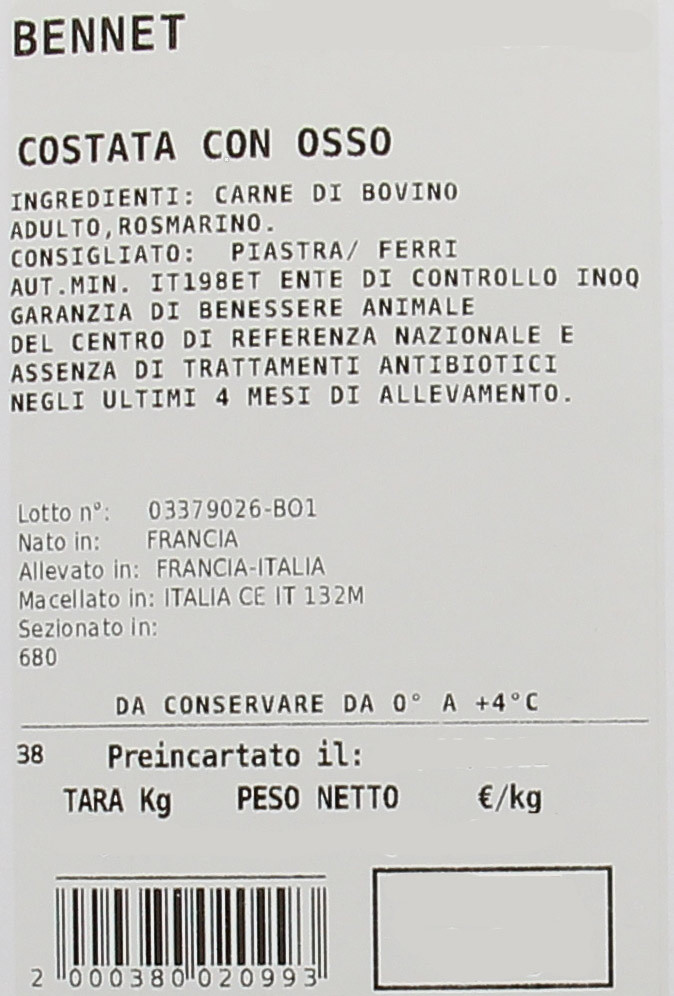 BENNET
COSTATA CON OSSO
INGREDIENTI: CARNE DI BOVINO
ADULTO,ROSMARINO.
CONSIGLIATO: PIASTRA/ FERRI
AUT.MIN. IT198ET ENTE DI CONTROLLO INOQ
GARANZIA DI BENESSERE ANIMALE
DEL CENTRO DI REFERENZA NAZIONALE E
ASSENZA DI TRATTAMENTI ANTIBIOTICI
NEGLI ULTIMI 4 MESI DI ALLEVAMENTO.
Lotto n°: 03379026-BO1
Nato in: FRANCIA
Allevato in: FRANCIA-ITALIA
Macellato in: ITALIA CE IT 132M
Sezionato in:
680
DA CONSERVARE DA 0° A +4°C
38 Preincartato il:
TARA Kg PESO NETTO €/kg
2 000380 020993